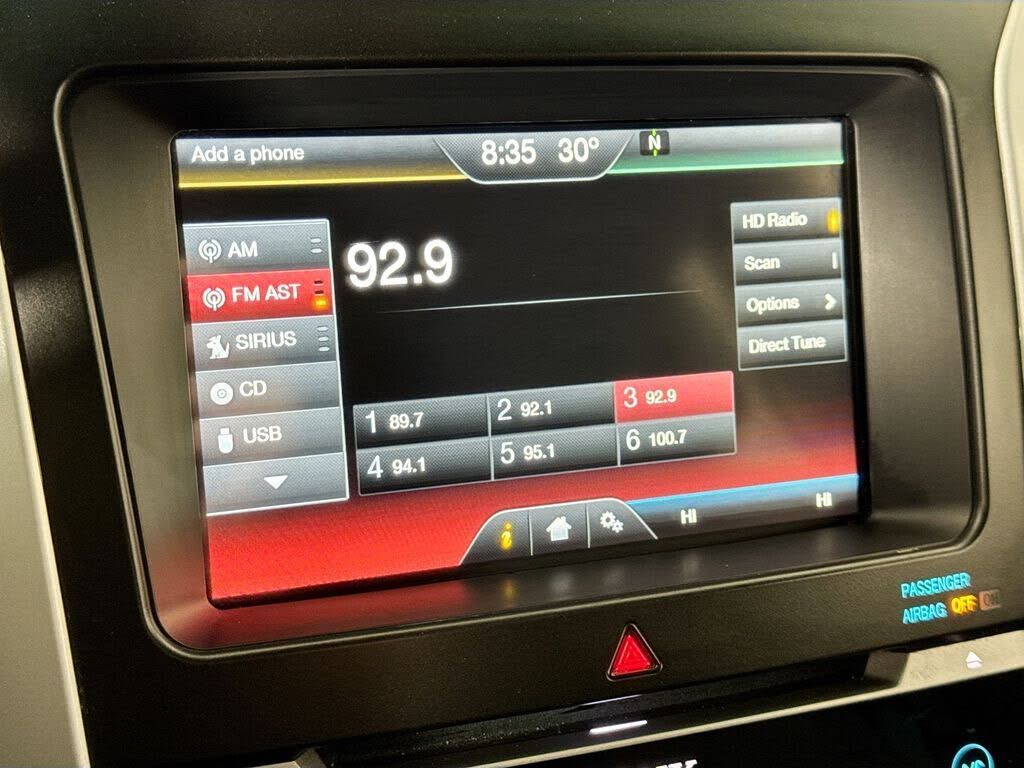 Add a phone
8:35 30°
N
AM
FM AST
SIRIUS
CD
USB
92.9
HD Radio
Scan
Options
Direct Tune
1 89.7
2 92.1
3 92.9
4 94.1
5 95.1
6 100.7
i
HI
HI
PASSENGER
AIRBAG OFF ON